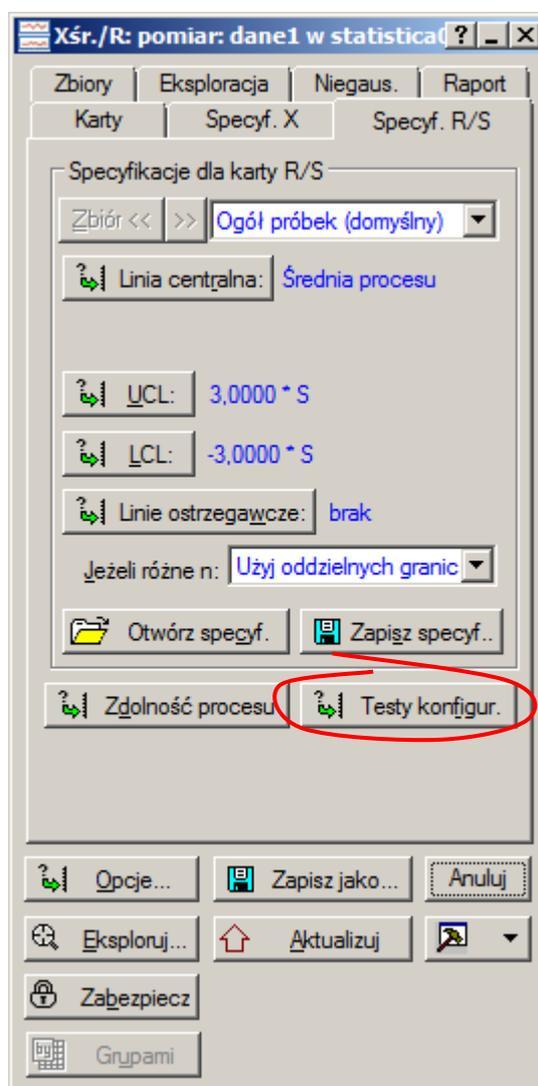 Xśr./R: pomiar: dane1 w statistica
Zbiory Eksploracja Niegaus. Raport
Karty Specyf. X Specyf. R/S
Specyfikacje dla karty R/S
Zbiór << >> Ogół próbek (domyślny)
Linia centralna: Średnia procesu
UCL: 3,0000 * S
LCL: -3,0000 * S
Linie ostrzegawcze: brak
Jeżeli różne n: Użyj oddzielnych granic
Otwórz specyf. Zapisz specyf..
Zdolność procesu Testy konfigur.
Opcje... Zapisz jako... Anuluj
Eksploruj... Aktualizuj
Zabezpiecz
Grupami